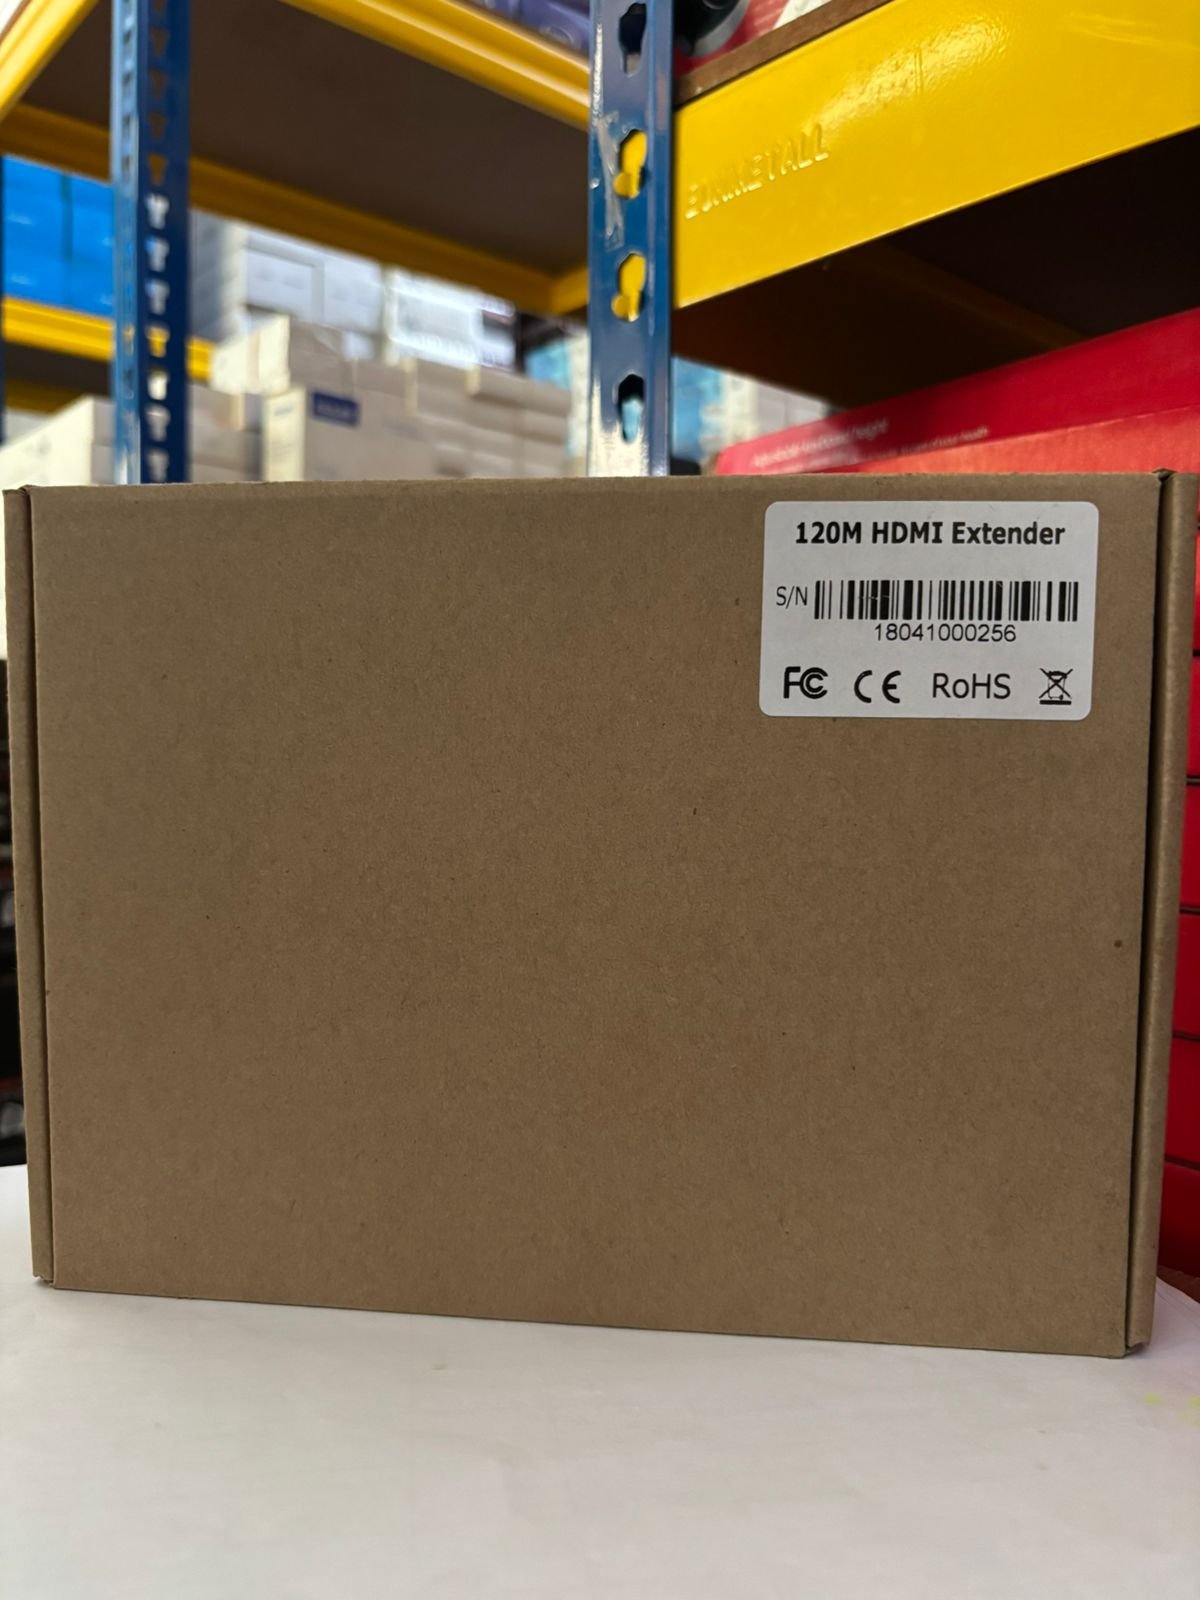 120M HDMI Extender
S/N
18041000256
FC CE RoHS